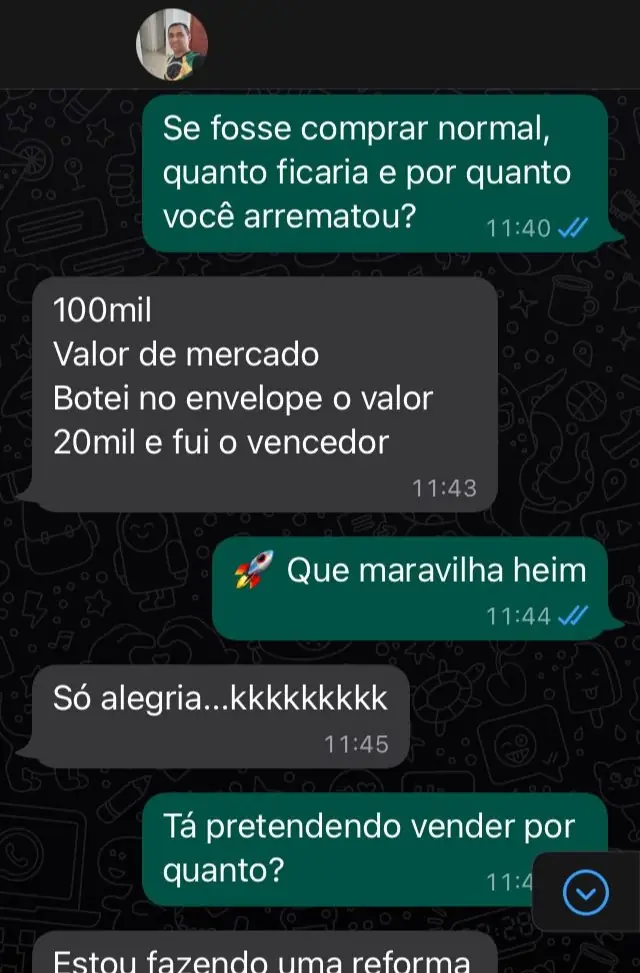 Se fosse comprar normal,
quanto ficaria e por quanto
você arrematou?
11:40
100mil
Valor de mercado
Botei no envelope o valor
20mil e fui o vencedor
11:43
🚀 Que maravilha heim
11:44
Só alegria...kkkkkkkkk
11:45
Tá pretendendo vender por
quanto?
11:4
Estou fazendo uma reforma